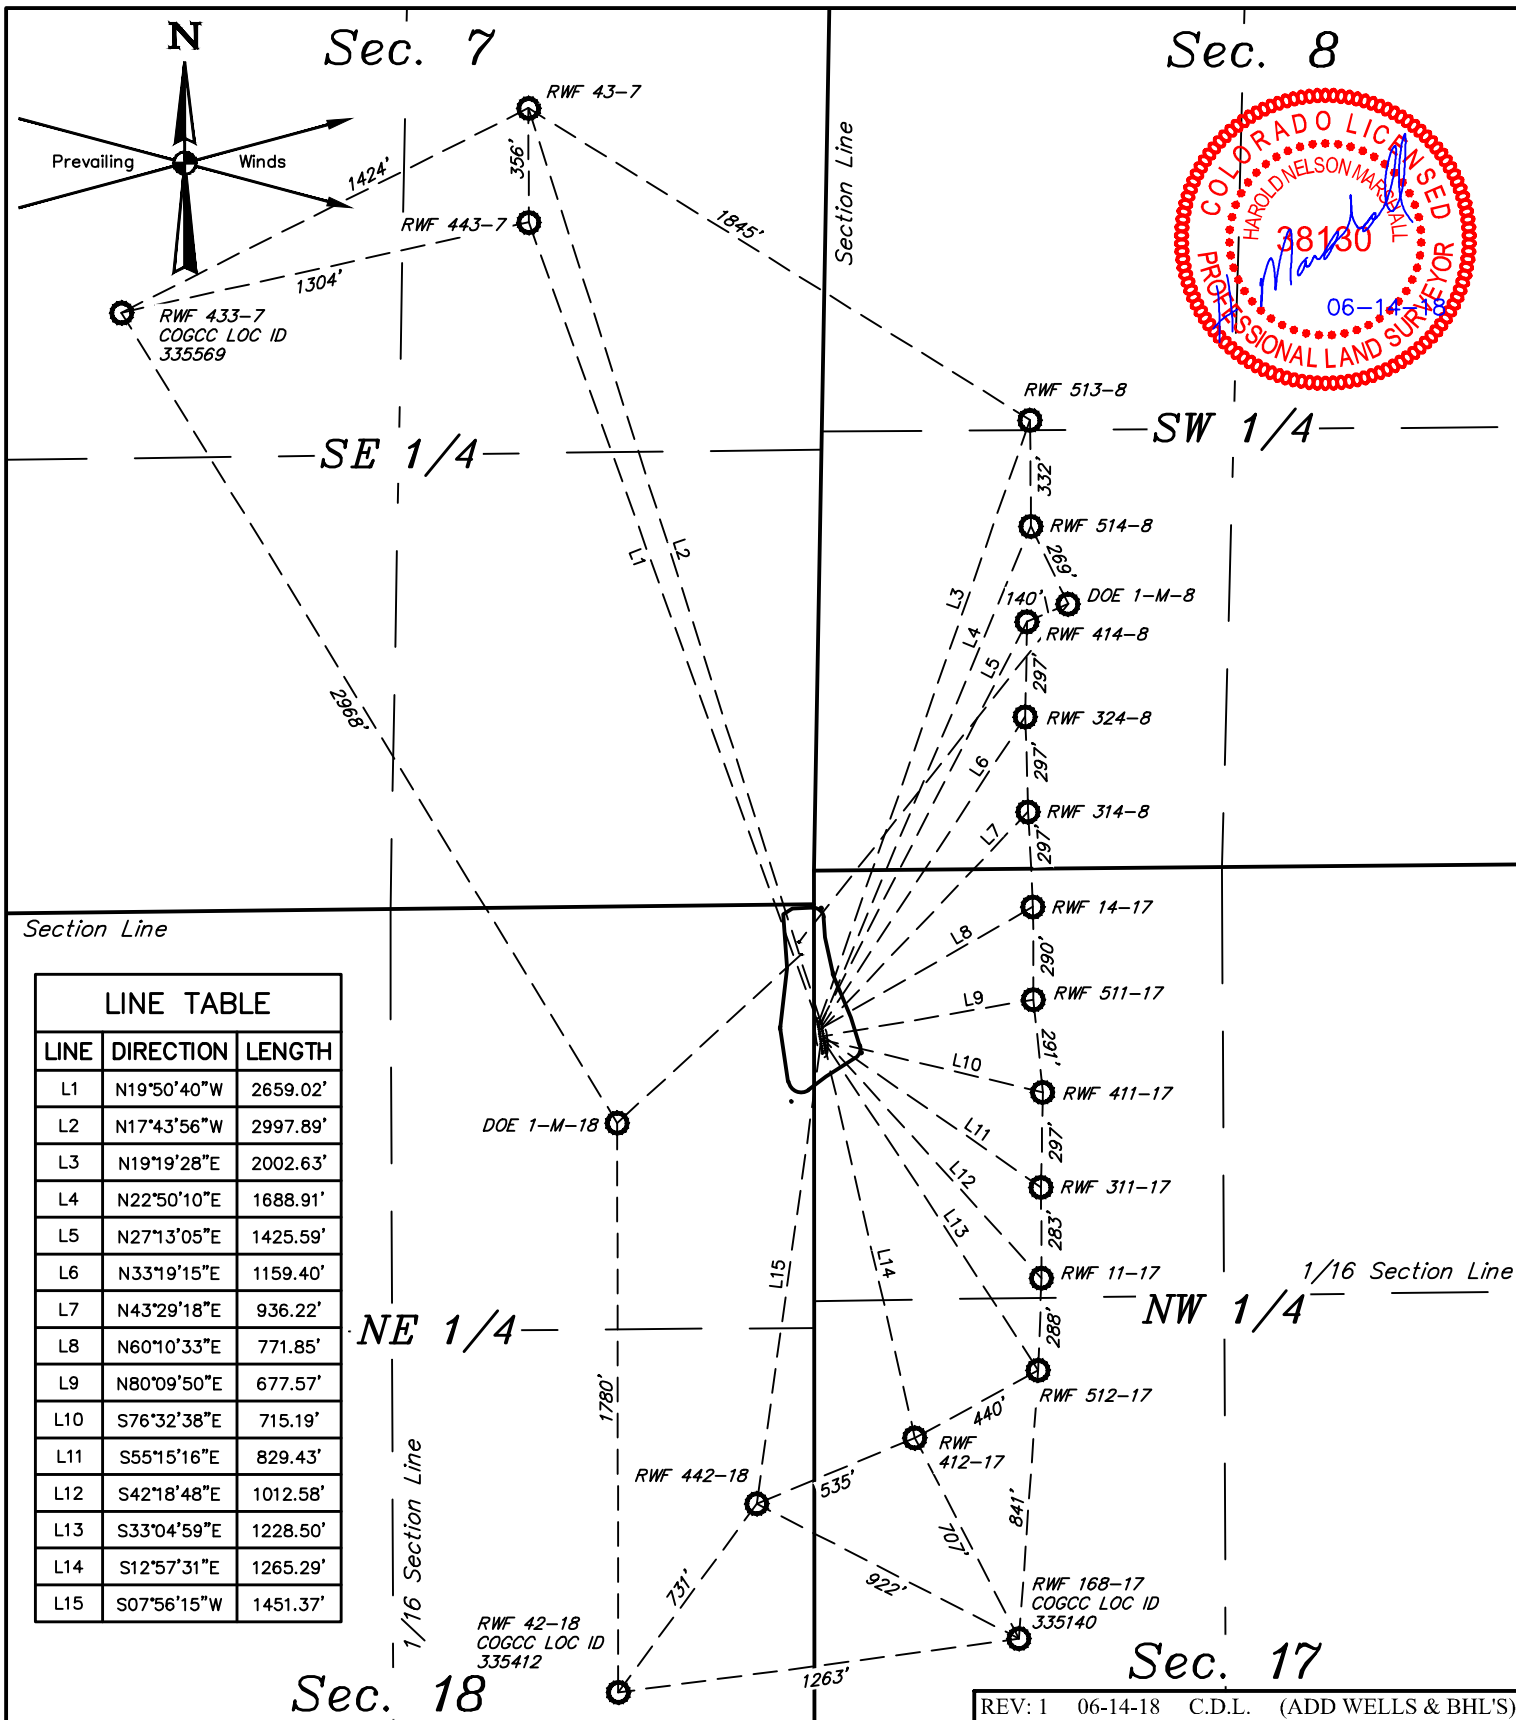 N
Sec. 7
Sec. 8
Prevailing Winds
RWF 43-7
356'
1424'
RWF 443-7
1304'
1845'
Section Line
RWF 433-7
COGCC LOC ID
335569
COLORADO LICENSED
HAROLD NELSON MARSHALL
38130
06-14-18
PROFESSIONAL LAND SURVEYOR
RWF 513-8
SE 1/4
SW 1/4
332'
RWF 514-8
269'
L1
L2
L3
L4
140'
DOE 1-M-8
RWF 414-8
L5
297'
2968'
RWF 324-8
L6
297'
RWF 314-8
L7
297'
Section Line
RWF 14-17
L8
290'
L9
RWF 511-17
291'
L10
RWF 411-17
DOE 1-M-18
L11
297'
L12
RWF 311-17
L13
283'
L14
L15
RWF 11-17
1/16 Section Line
NE 1/4
NW 1/4
288'
1780'
RWF 512-17
440'
RWF
412-17
RWF 442-18
535'
841'
707'
1/16 Section Line
731'
922'
RWF 168-17
COGCC LOC ID
335140
RWF 42-18
COGCC LOC ID
335412
1263'
Sec. 18
Sec. 17
LINE TABLE
LINE DIRECTION LENGTH
L1 N19°50'40"W 2659.02'
L2 N17°43'56"W 2997.89'
L3 N19°19'28"E 2002.63'
L4 N22°50'10"E 1688.91'
L5 N27°13'05"E 1425.59'
L6 N33°19'15"E 1159.40'
L7 N43°29'18"E 936.22'
L8 N60°10'33"E 771.85'
L9 N80°09'50"E 677.57'
L10 S76°32'38"E 715.19'
L11 S55°15'16"E 829.43'
L12 S42°18'48"E 1012.58'
L13 S33°04'59"E 1228.50'
L14 S12°57'31"E 1265.29'
L15 S07°56'15"W 1451.37'
REV: 1 06-14-18 C.D.L. (ADD WELLS & BHL'S)